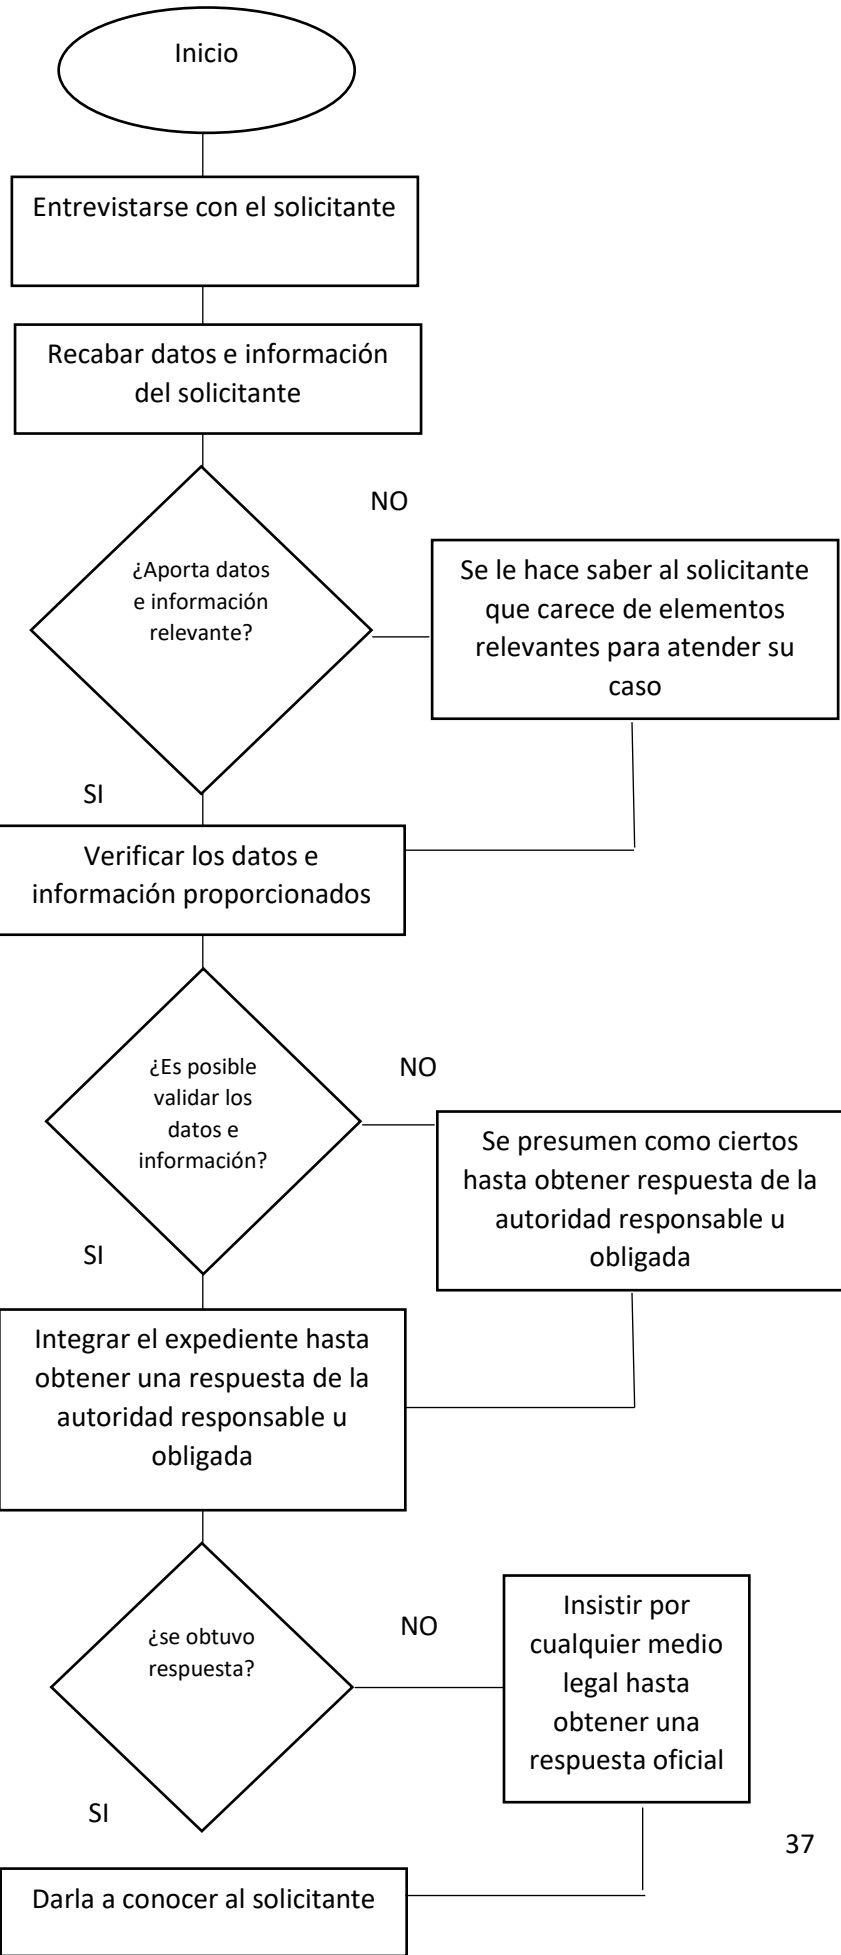 Inicio
Entrevistarse con el solicitante
Recabar datos e información
del solicitante
NO
¿Aporta datos
e información
relevante?
Se le hace saber al solicitante
que carece de elementos
relevantes para atender su
caso
SI
Verificar los datos e
información proporcionados
¿Es posible
validar los
datos e
información?
NO
Se presumen como ciertos
hasta obtener respuesta de la
autoridad responsable u
obligada
SI
Integrar el expediente hasta
obtener una respuesta de la
autoridad responsable u
obligada
¿se obtuvo
respuesta?
NO
Insistir por
cualquier medio
legal hasta
obtener una
respuesta oficial
SI
37
Darla a conocer al solicitante